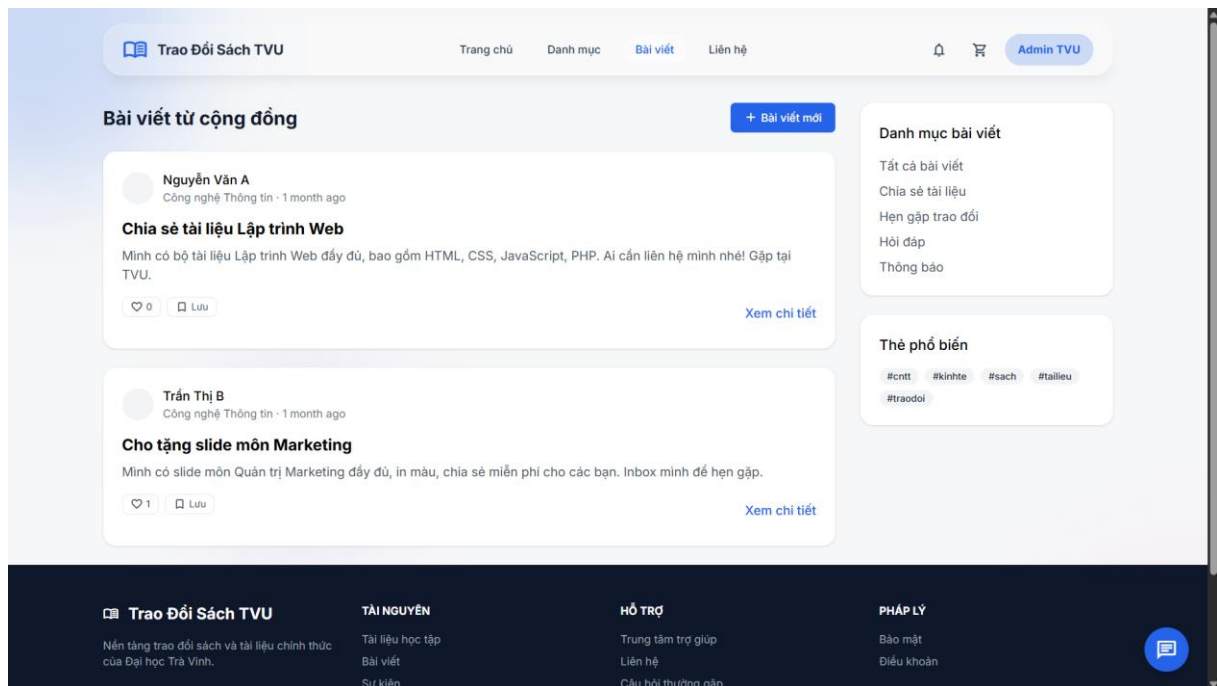 Trao Đổi Sách TVU
Trang chủ
Danh mục
Bài viết
Liên hệ
Admin TVU
Bài viết từ cộng đồng
+ Bài viết mới
Nguyễn Văn A
Công nghệ Thông tin · 1 month ago
Chia sẻ tài liệu Lập trình Web
Mình có bộ tài liệu Lập trình Web đầy đủ, bao gồm HTML, CSS, JavaScript, PHP. Ai cần liên hệ mình nhé! Gặp tại
TVU.
0
Lưu
Xem chi tiết
Trần Thị B
Công nghệ Thông tin · 1 month ago
Cho tặng slide môn Marketing
Mình có slide môn Quản trị Marketing đầy đủ, in màu, chia sẻ miễn phí cho các bạn. Inbox mình để hẹn gặp.
1
Lưu
Xem chi tiết
Danh mục bài viết
Tất cả bài viết
Chia sẻ tài liệu
Hẹn gặp trao đổi
Hỏi đáp
Thông báo
Thẻ phổ biến
#cntt #kinhte #sach #tailieu
#traodoi
Trao Đổi Sách TVU
Nền tảng trao đổi sách và tài liệu chính thức
của Đại học Trà Vinh.
TÀI NGUYÊN
Tài liệu học tập
Bài viết
Sự kiện
HỖ TRỢ
Trung tâm trợ giúp
Liên hệ
Câu hỏi thường gặp
PHÁP LÝ
Bảo mật
Điều khoản